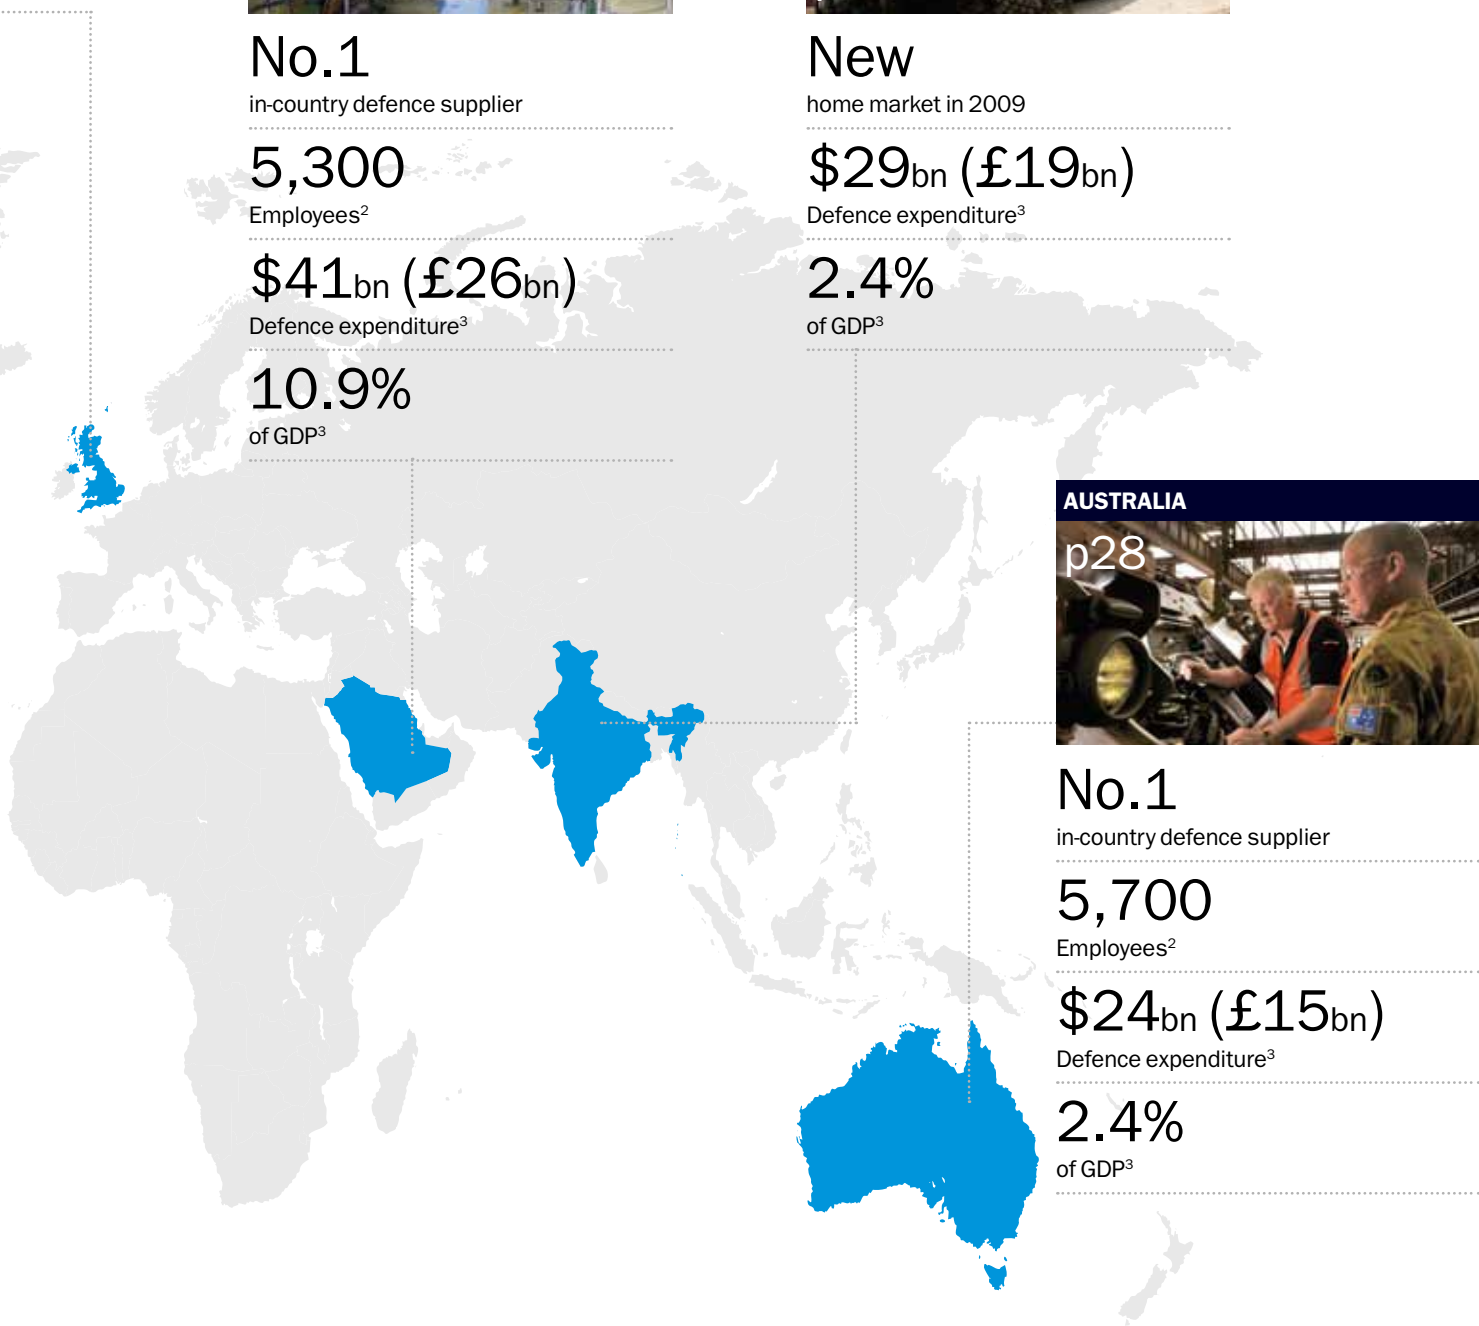 No.1
in-country defence supplier
5,300
Employees²
$41bn (£26bn)
Defence expenditure³
10.9%
of GDP³
New
home market in 2009
$29bn (£19bn)
Defence expenditure³
2.4%
of GDP³
AUSTRALIA
p28
No.1
in-country defence supplier
5,700
Employees²
$24bn (£15bn)
Defence expenditure³
2.4%
of GDP³